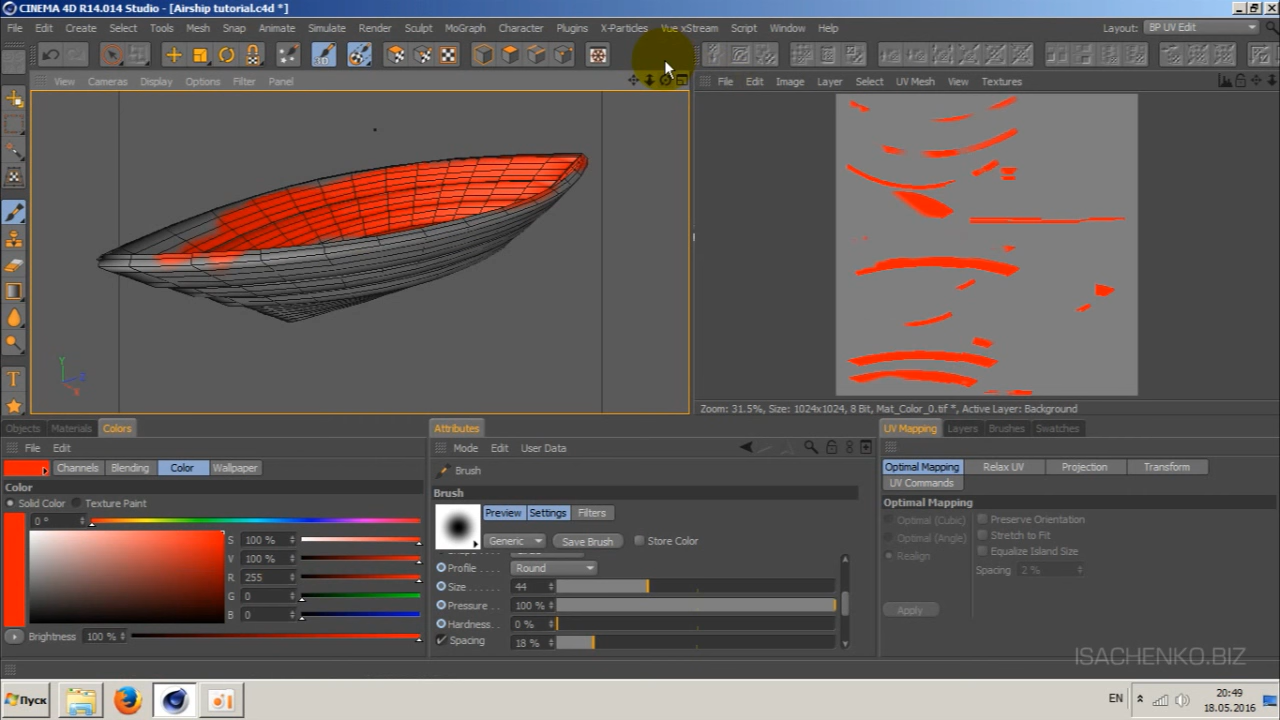 CINEMA 4D R14.014 Studio - [Airship tutorial.c4d *]
File Edit Create Select Tools Mesh Snap Animate Simulate Render Sculpt MoGraph Character Plugins X-Particles Vue xStream Script Window Help Layout: BP UV Edit
3D
View Cameras Display Options Filter Panel
File Edit Image Layer Select UV Mesh View Textures
Y
Z
X
Zoom: 31.5%, Size: 1024x1024, 8 Bit, Mat_Color_0.tif *, Active Layer: Background
Objects Materials Colors
File Edit
Channels Blending Color Wallpaper
Color
Solid Color Texture Paint
0 °
S 100 %
V 100 %
R. 255
G 0
B 0
Brightness 100 %
Attributes
Mode Edit User Data
Brush
Brush
Preview Settings Filters
Generic Save Brush Store Color
Profile . . . . Round
Size . . . . . . 44
Pressure . . 100 %
Hardness. . 0 %
Spacing 18 %
UV Mapping Layers Brushes Swatches
Optimal Mapping Relax UV Projection Transform
UV Commands
Optimal Mapping
Optimal (Cubic) Preserve Orientation
Optimal (Angle) Stretch to Fit
Realign Equalize Island Size
Spacing 2 %
Apply
ISACHENKO.BIZ
Пуск
EN
20:49
18.05.2016